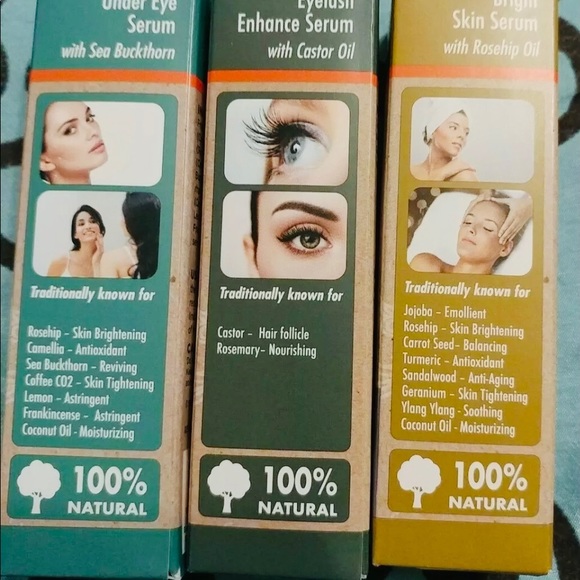 Under Eye
Serum
with Sea Buckthorn
Traditionally known for
Rosehip – Skin Brightening
Camellia – Antioxidant
Sea Buckthorn – Reviving
Coffee CO2 – Skin Tightening
Lemon – Astringent
Frankincense – Astringent
Coconut Oil – Moisturizing
100%
NATURAL
Eyelash
Enhance Serum
with Castor Oil
Traditionally known for
Castor – Hair follicle
Rosemary– Nourishing
100%
NATURAL
Bright
Skin Serum
with Rosehip Oil
Traditionally known for
Jojoba – Emollient
Rosehip – Skin Brightening
Carrot Seed– Balancing
Turmeric – Antioxidant
Sandalwood – Anti-Aging
Geranium – Skin Tightening
Ylang Ylang - Soothing
Coconut Oil - Moisturizing
100%
NATURAL